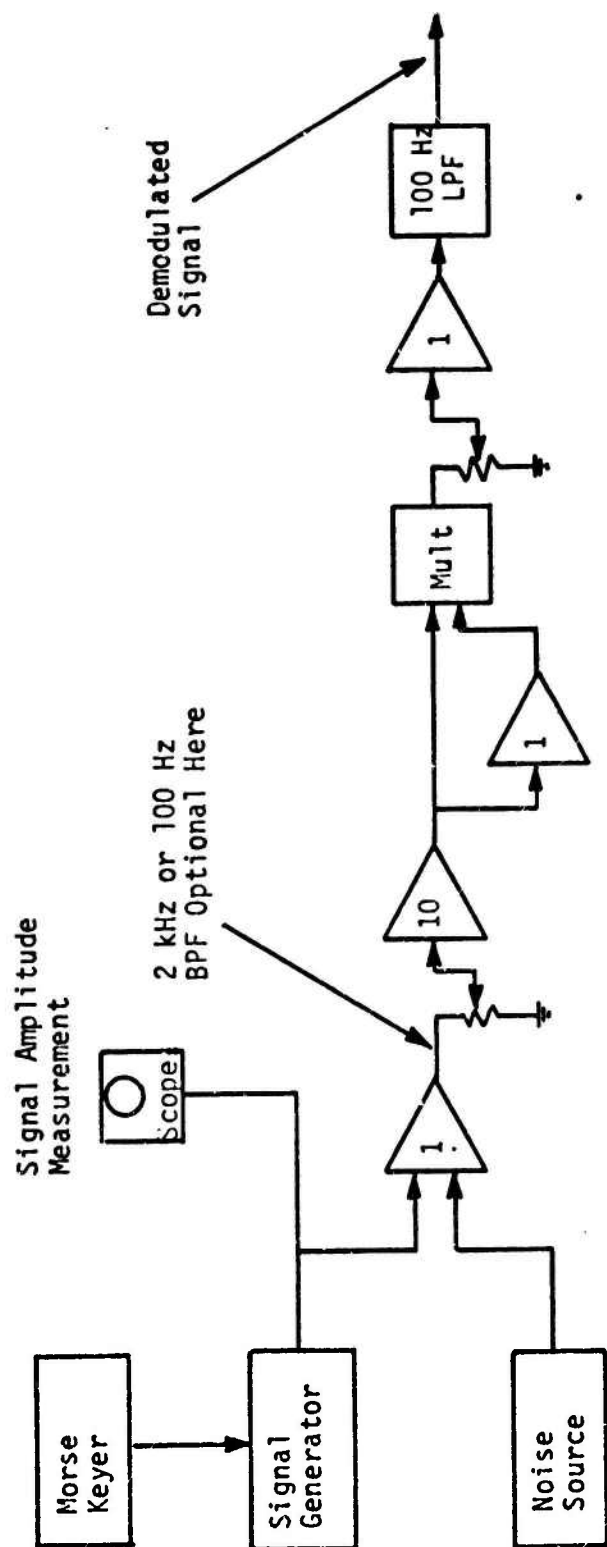 Morse
Keyer
Signal
Generator
Noise
Source
Signal Amplitude
Measurement
Scope
1.
2 kHz or 100 Hz
BPF Optional Here
10
1
Mult
1
100 Hz
LPF
Demodulated
Signal